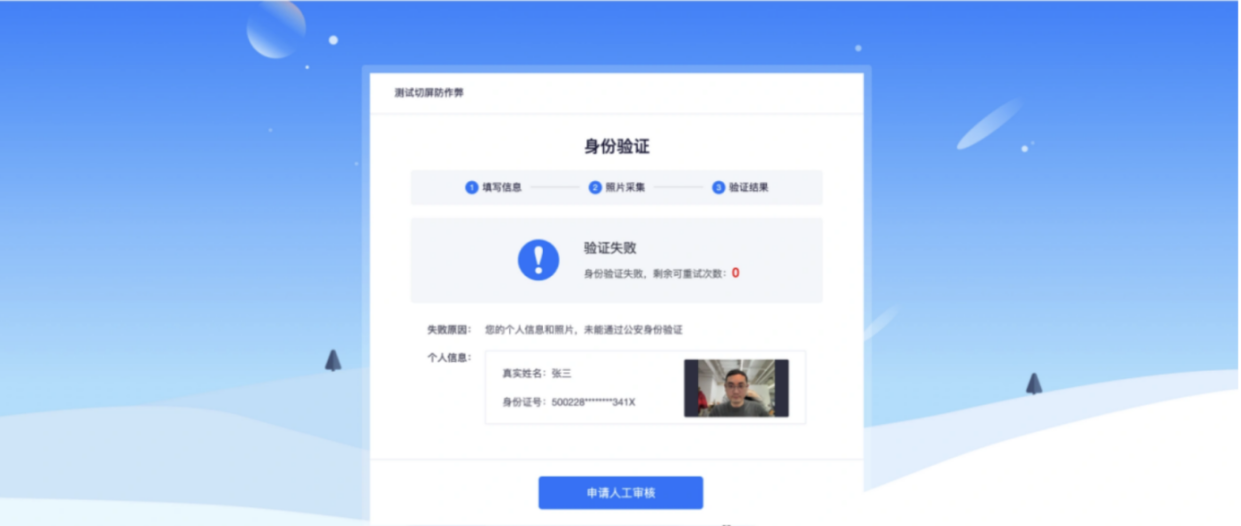 测试切屏防作弊
身份验证
1 填写信息 2 照片采集 3 验证结果
验证失败
身份验证失败，剩余可重试次数：0
失败原因： 您的个人信息和照片，未能通过公安身份验证
个人信息：
真实姓名：张三
身份证号：500228********341X
申请人工审核